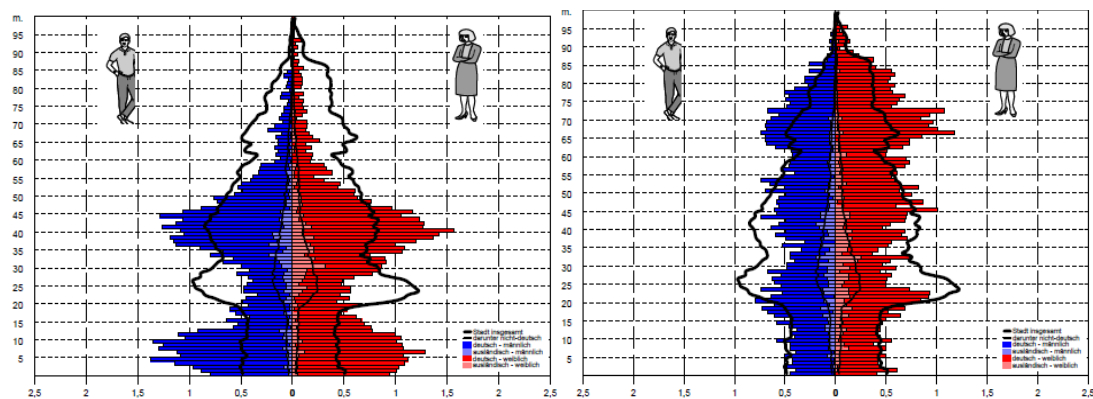 m.
95
90
85
80
75
70
65
60
55
50
45
40
35
30
25
20
15
10
5
Stadt insgesamt
darunter nicht-deutsch
deutsch - männlich
ausländisch - männlich
deutsch - weiblich
ausländisch - weiblich
2,5 2 1,5 1 0,5 0 0,5 1 1,5 2 2,5
m.
95
90
85
80
75
70
65
60
55
50
45
40
35
30
25
20
15
10
5
Stadt insgesamt
darunter nicht-deutsch
deutsch - männlich
ausländisch - männlich
deutsch - weiblich
ausländisch - weiblich
2,5 2 1,5 1 0,5 0 0,5 1 1,5 2 2,5